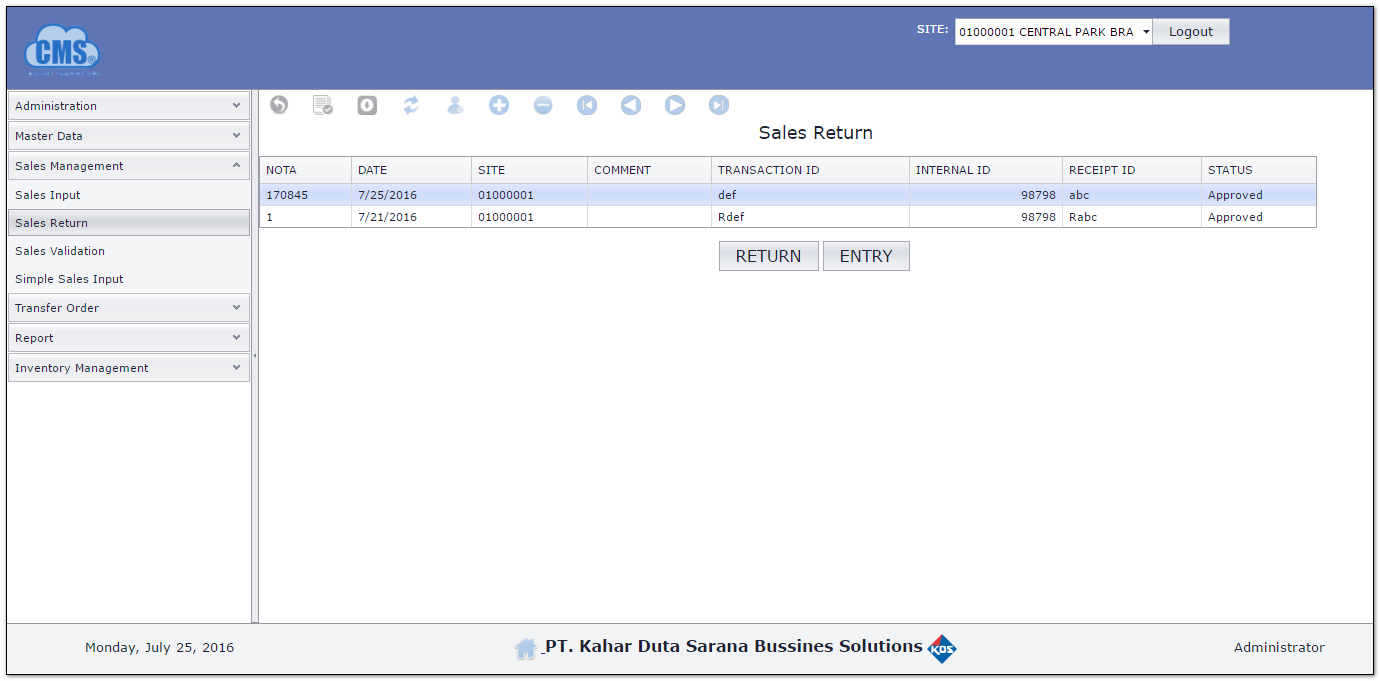 CMS
SITE: 01000001 CENTRAL PARK BRA Logout
Administration
Master Data
Sales Management
Sales Input
Sales Return
Sales Validation
Simple Sales Input
Transfer Order
Report
Inventory Management
Sales Return
NOTA DATE SITE COMMENT TRANSACTION ID INTERNAL ID RECEIPT ID STATUS
170845 7/25/2016 01000001 def 98798 abc Approved
1 7/21/2016 01000001 Rdef 98798 Rabc Approved
RETURN ENTRY
Monday, July 25, 2016 PT. Kahar Duta Sarana Bussines Solutions KDS Administrator